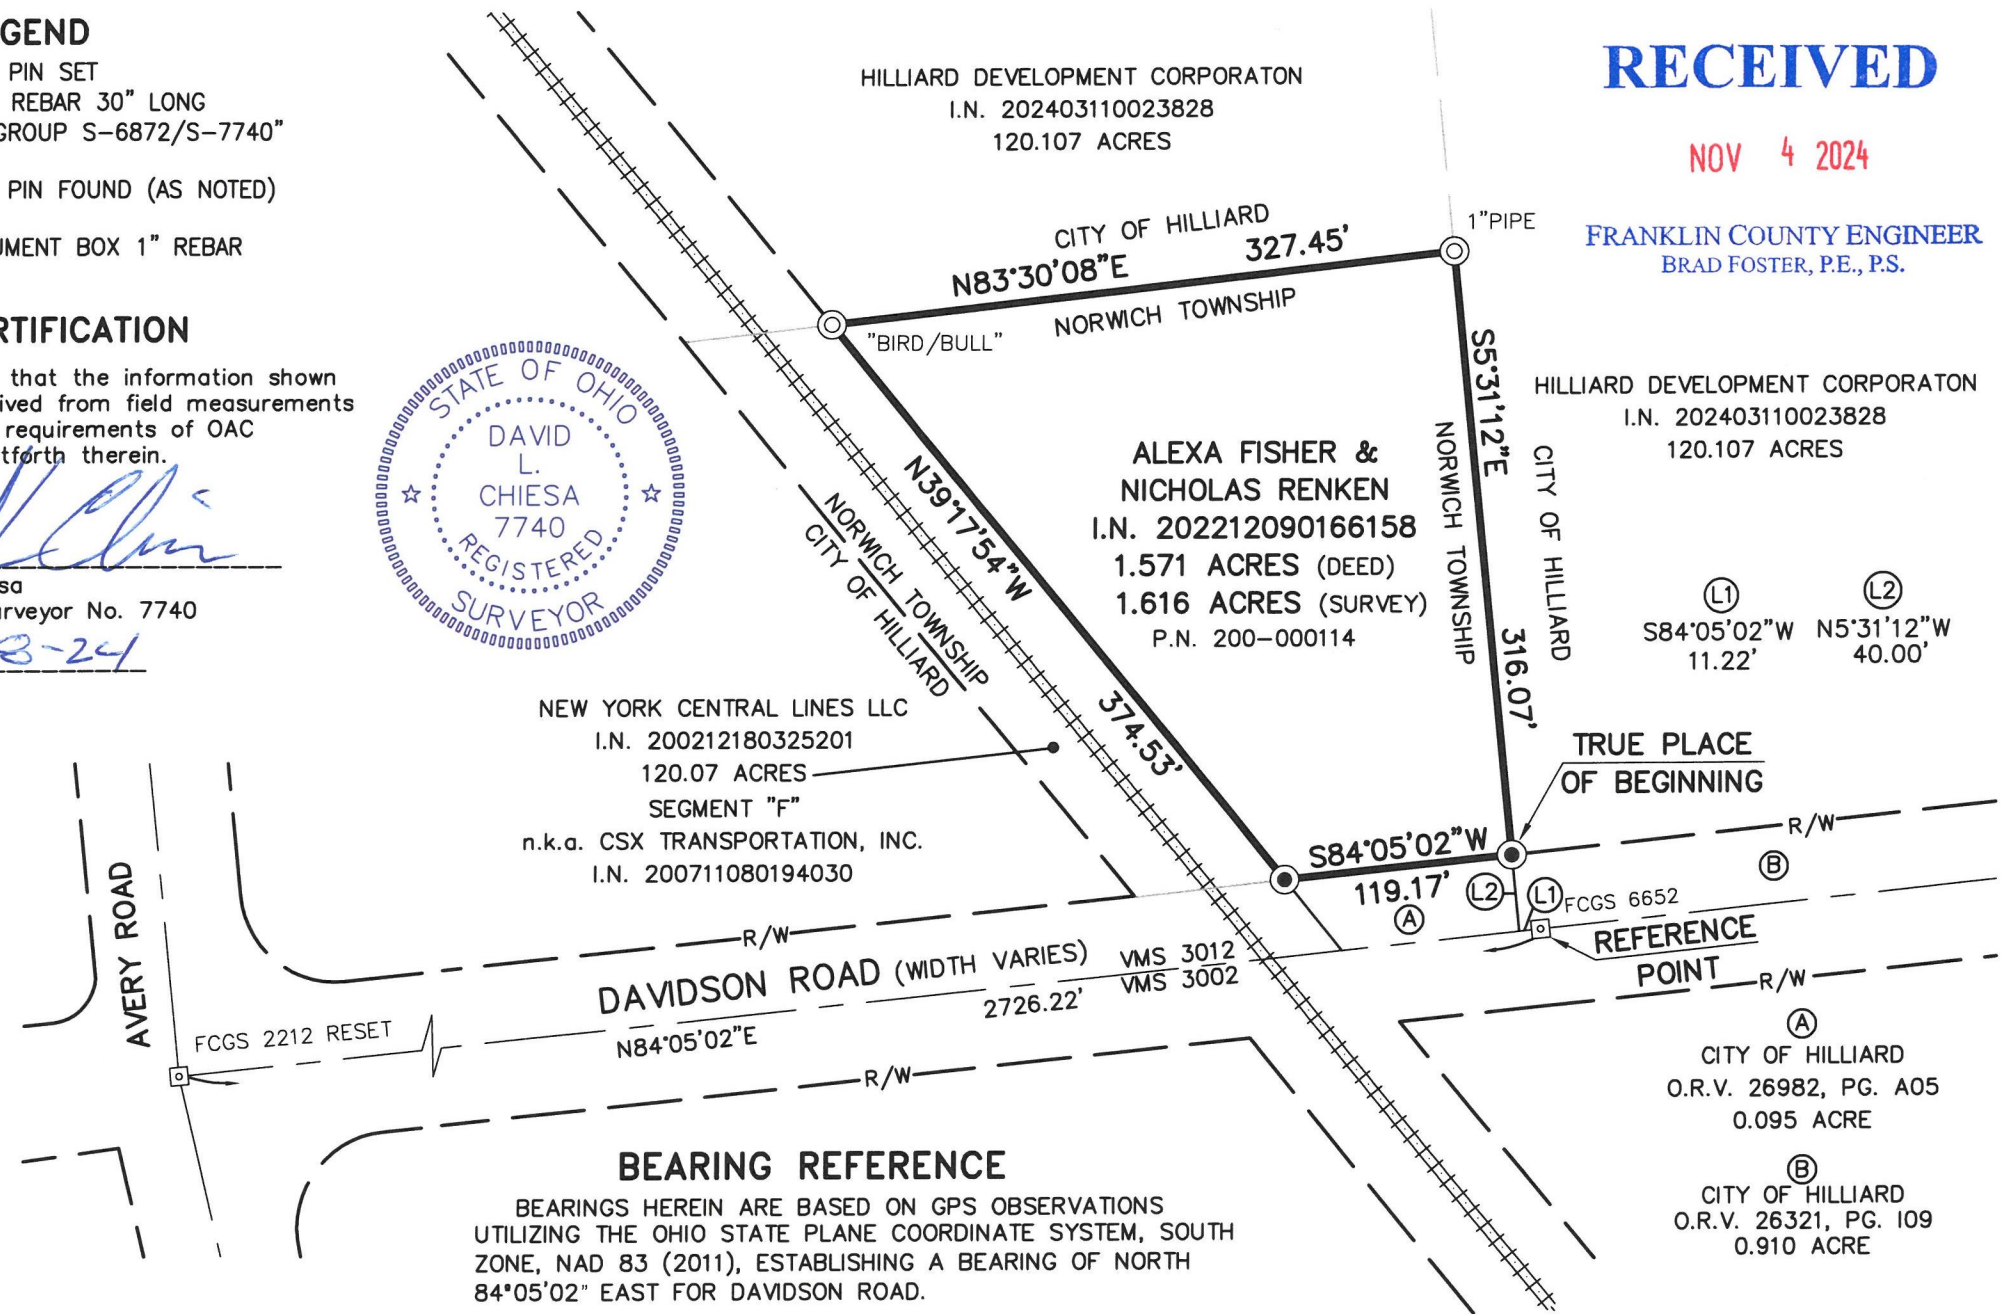 GEND
PIN SET
REBAR 30" LONG
GROUP S-6872/S-7740"
PIN FOUND (AS NOTED)
UMENT BOX 1" REBAR
RTIFICATION
that the information shown
ived from field measurements
requirements of OAC
tforth therein.
sa
urveyor No. 7740
8-24
STATE OF OHIO
DAVID
L.
CHIESA
7740
REGISTERED
SURVEYOR
HILLIARD DEVELOPMENT CORPORATON
I.N. 202403110023828
120.107 ACRES
RECEIVED
NOV 4 2024
FRANKLIN COUNTY ENGINEER
BRAD FOSTER, P.E., P.S.
CITY OF HILLIARD
N83°30'08"E 327.45'
NORWICH TOWNSHIP
1"PIPE
"BIRD/BULL"
S5°31'12"E
316.07'
NORWICH TOWNSHIP
CITY OF HILLIARD
HILLIARD DEVELOPMENT CORPORATON
I.N. 202403110023828
120.107 ACRES
ALEXA FISHER &
NICHOLAS RENKEN
I.N. 202212090166158
1.571 ACRES (DEED)
1.616 ACRES (SURVEY)
P.N. 200-000114
N39°17'54"W
374.53'
NORWICH TOWNSHIP
CITY OF HILLIARD
L1 L2
S84°05'02"W N5°31'12"W
11.22' 40.00'
NEW YORK CENTRAL LINES LLC
I.N. 200212180325201
120.07 ACRES
SEGMENT "F"
n.k.a. CSX TRANSPORTATION, INC.
I.N. 200711080194030
TRUE PLACE
OF BEGINNING
S84°05'02"W
119.17'
A
L2
L1
FCGS 6652
R/W
B
REFERENCE
POINT
R/W
AVERY ROAD
R/W
DAVIDSON ROAD (WIDTH VARIES)
VMS 3012
VMS 3002
2726.22'
N84°05'02"E
FCGS 2212 RESET
R/W
A
CITY OF HILLIARD
O.R.V. 26982, PG. A05
0.095 ACRE
B
CITY OF HILLIARD
O.R.V. 26321, PG. I09
0.910 ACRE
BEARING REFERENCE
BEARINGS HEREIN ARE BASED ON GPS OBSERVATIONS
UTILIZING THE OHIO STATE PLANE COORDINATE SYSTEM, SOUTH
ZONE, NAD 83 (2011), ESTABLISHING A BEARING OF NORTH
84°05'02" EAST FOR DAVIDSON ROAD.